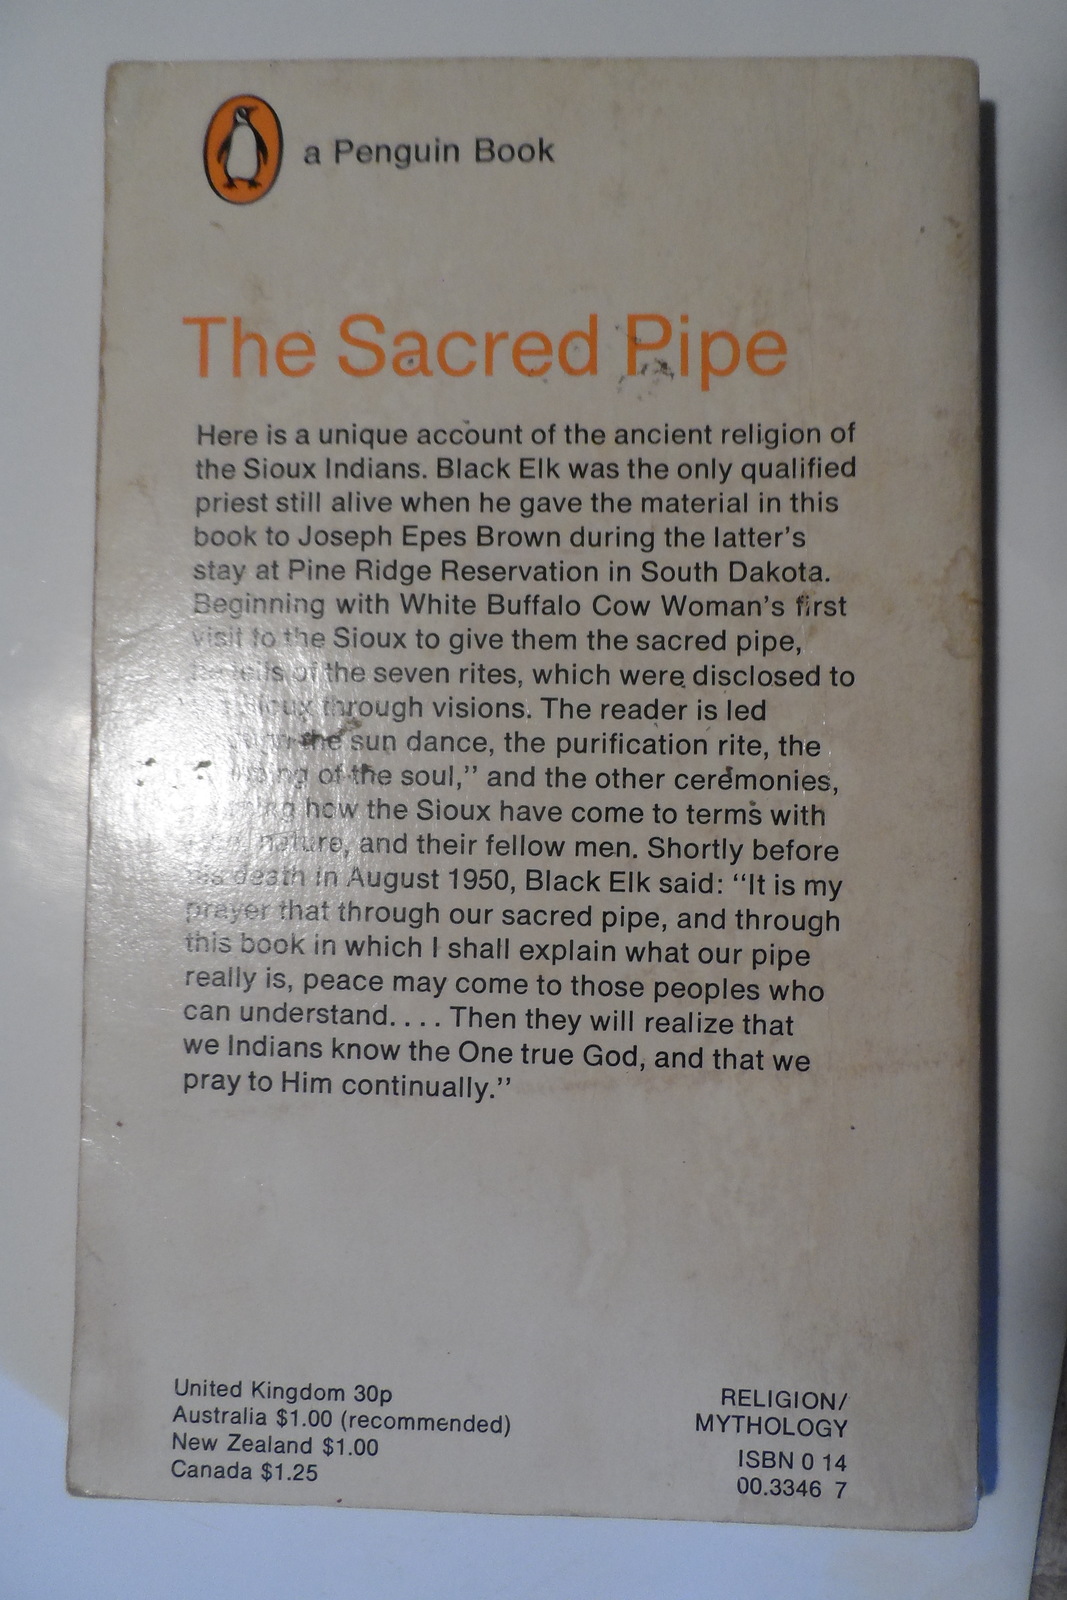 a Penguin Book
The Sacred Pipe
Here is a unique account of the ancient religion of
the Sioux Indians. Black Elk was the only qualified
priest still alive when he gave the material in this
book to Joseph Epes Brown during the latter's
stay at Pine Ridge Reservation in South Dakota.
Beginning with White Buffalo Cow Woman's first
visit to the Sioux to give them the sacred pipe,
of the seven rites, which were disclosed to
Sioux through visions. The reader is led
the sun dance, the purification rite, the
of the soul,” and the other ceremonies,
how the Sioux have come to terms with
nature, and their fellow men. Shortly before
his death in August 1950, Black Elk said: “It is my
prayer that through our sacred pipe, and through
this book in which I shall explain what our pipe
really is, peace may come to those peoples who
can understand.... Then they will realize that
we Indians know the One true God, and that we
pray to Him continually.”
United Kingdom 30p
Australia $1.00 (recommended)
New Zealand $1.00
Canada $1.25
RELIGION/
MYTHOLOGY
ISBN 0 14
00.3346 7